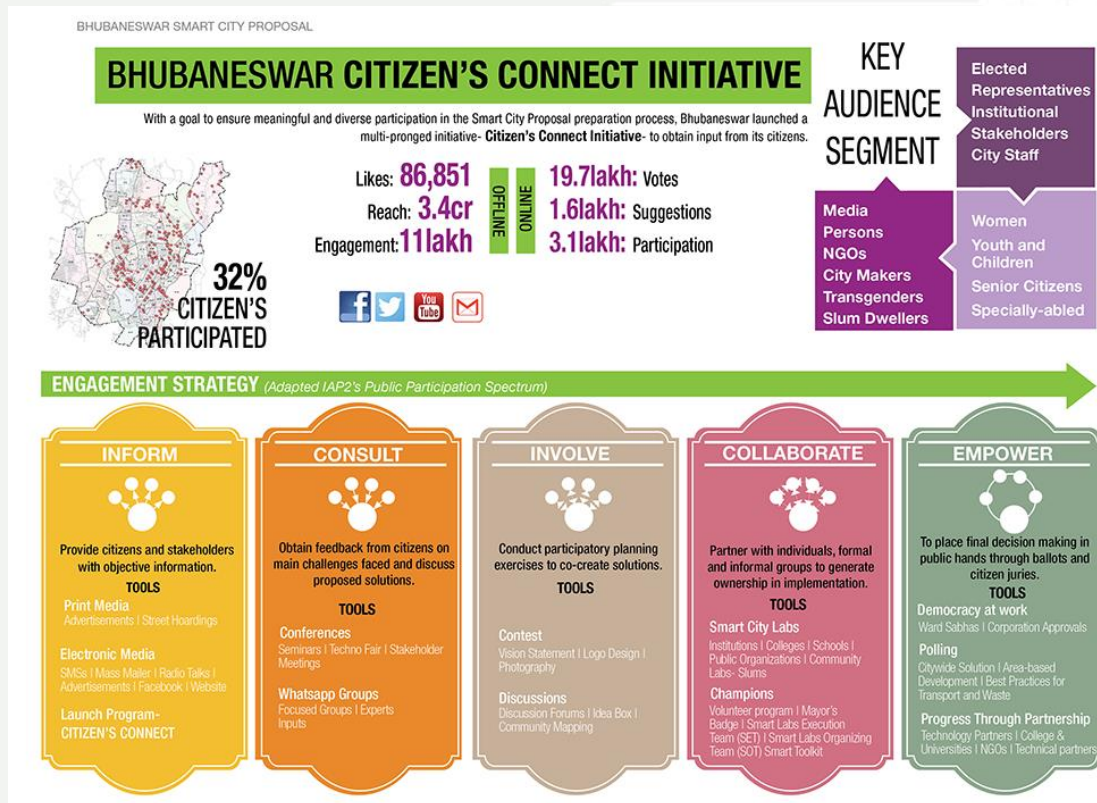 BHUBANESWAR SMART CITY PROPOSAL
BHUBANESWAR CITIZEN'S CONNECT INITIATIVE
With a goal to ensure meaningful and diverse participation in the Smart City Proposal preparation process, Bhubaneswar launched a
multi-pronged initiative- Citizen's Connect Initiative- to obtain input from its citizens.
32%
CITIZEN'S
PARTICIPATED
Likes: 86,851
Reach: 3.4cr
Engagement: 11lakh
OFFLINE
ONLINE
19.7lakh: Votes
1.6lakh: Suggestions
3.1lakh: Participation
You
Tube
KEY
AUDIENCE
SEGMENT
Elected
Representatives
Institutional
Stakeholders
City Staff
Media
Persons
NGOs
City Makers
Transgenders
Slum Dwellers
Women
Youth and
Children
Senior Citizens
Specially-abled
ENGAGEMENT STRATEGY (Adapted IAP2's Public Participation Spectrum)
INFORM
Provide citizens and stakeholders
with objective information.
TOOLS
Print Media
Advertisements I Street Hoardings
Electronic Media
SMSs I Mass Mailer I Radio Talks I
Advertisements I Facebook I Website
Launch Program-
CITIZEN'S CONNECT
CONSULT
Obtain feedback from citizens on
main challenges faced and discuss
proposed solutions.
TOOLS
Conferences
Seminars I Techno Fair I Stakeholder
Meetings
Whatsapp Groups
Focused Groups I Experts
Inputs
INVOLVE
Conduct participatory planning
exercises to co-create solutions.
TOOLS
Contest
Vision Statement I Logo Design I
Photography
Discussions
Discussion Forums I Idea Box I
Community Mapping
COLLABORATE
Partner with individuals, formal
and informal groups to generate
ownership in implementation.
TOOLS
Smart City Labs
Institutions I Colleges I Schools I
Public Organizations I Community
Labs- Slums
Champions
Volunteer program I Mayor's
Badge I Smart Labs Execution
Team (SET) I Smart Labs Organizing
Team (SOT) Smart Toolkit
EMPOWER
To place final decision making in
public hands through ballots and
citizen juries.
TOOLS
Democracy at work
Ward Sabhas I Corporation Approvals
Polling
Citywide Solution I Area-based
Development I Best Practices for
Transport and Waste
Progress Through Partnership
Technology Partners I College &
Universities I NGOs I Technical partners